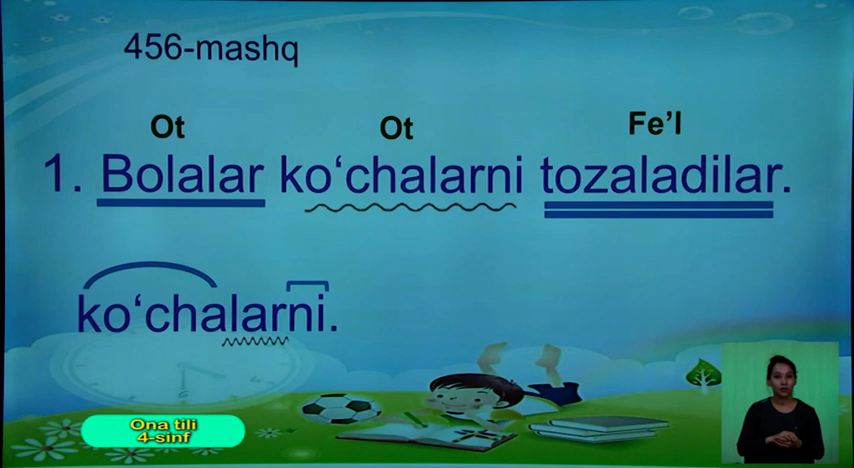 456-mashq
Ot Ot Fe’l
1. Bolalar ko‘chalarni tozaladilar.
ko‘chalarni.
Ona tili
4-sinf